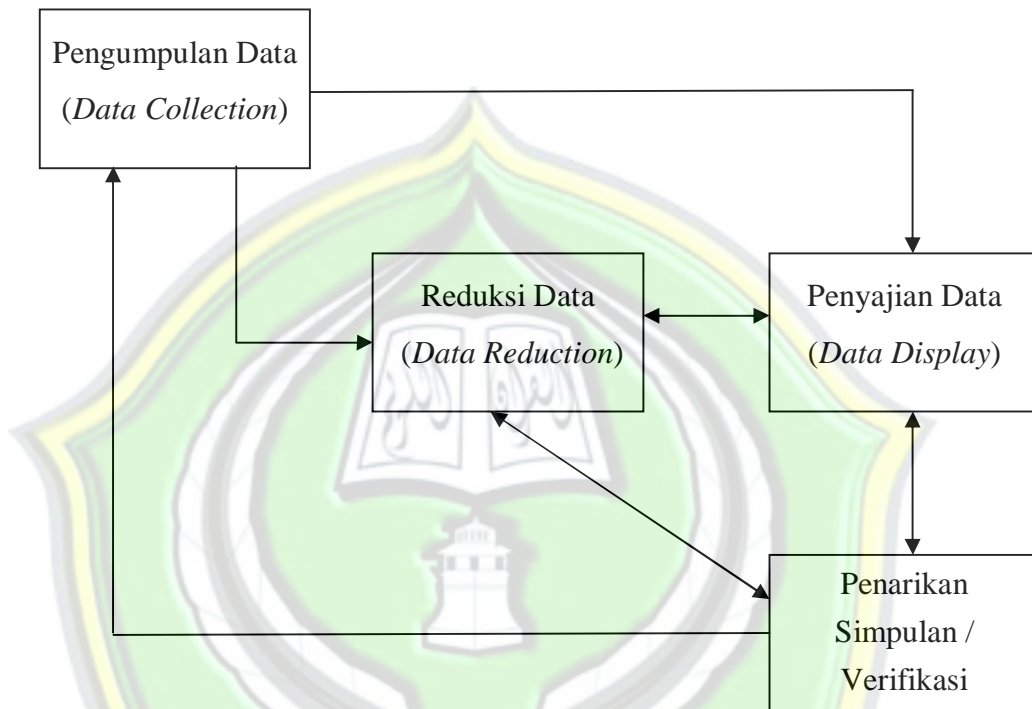 Pengumpulan Data
(Data Collection)
Reduksi Data
(Data Reduction)
Penyajian Data
(Data Display)
Penarikan
Simpulan /
Verifikasi